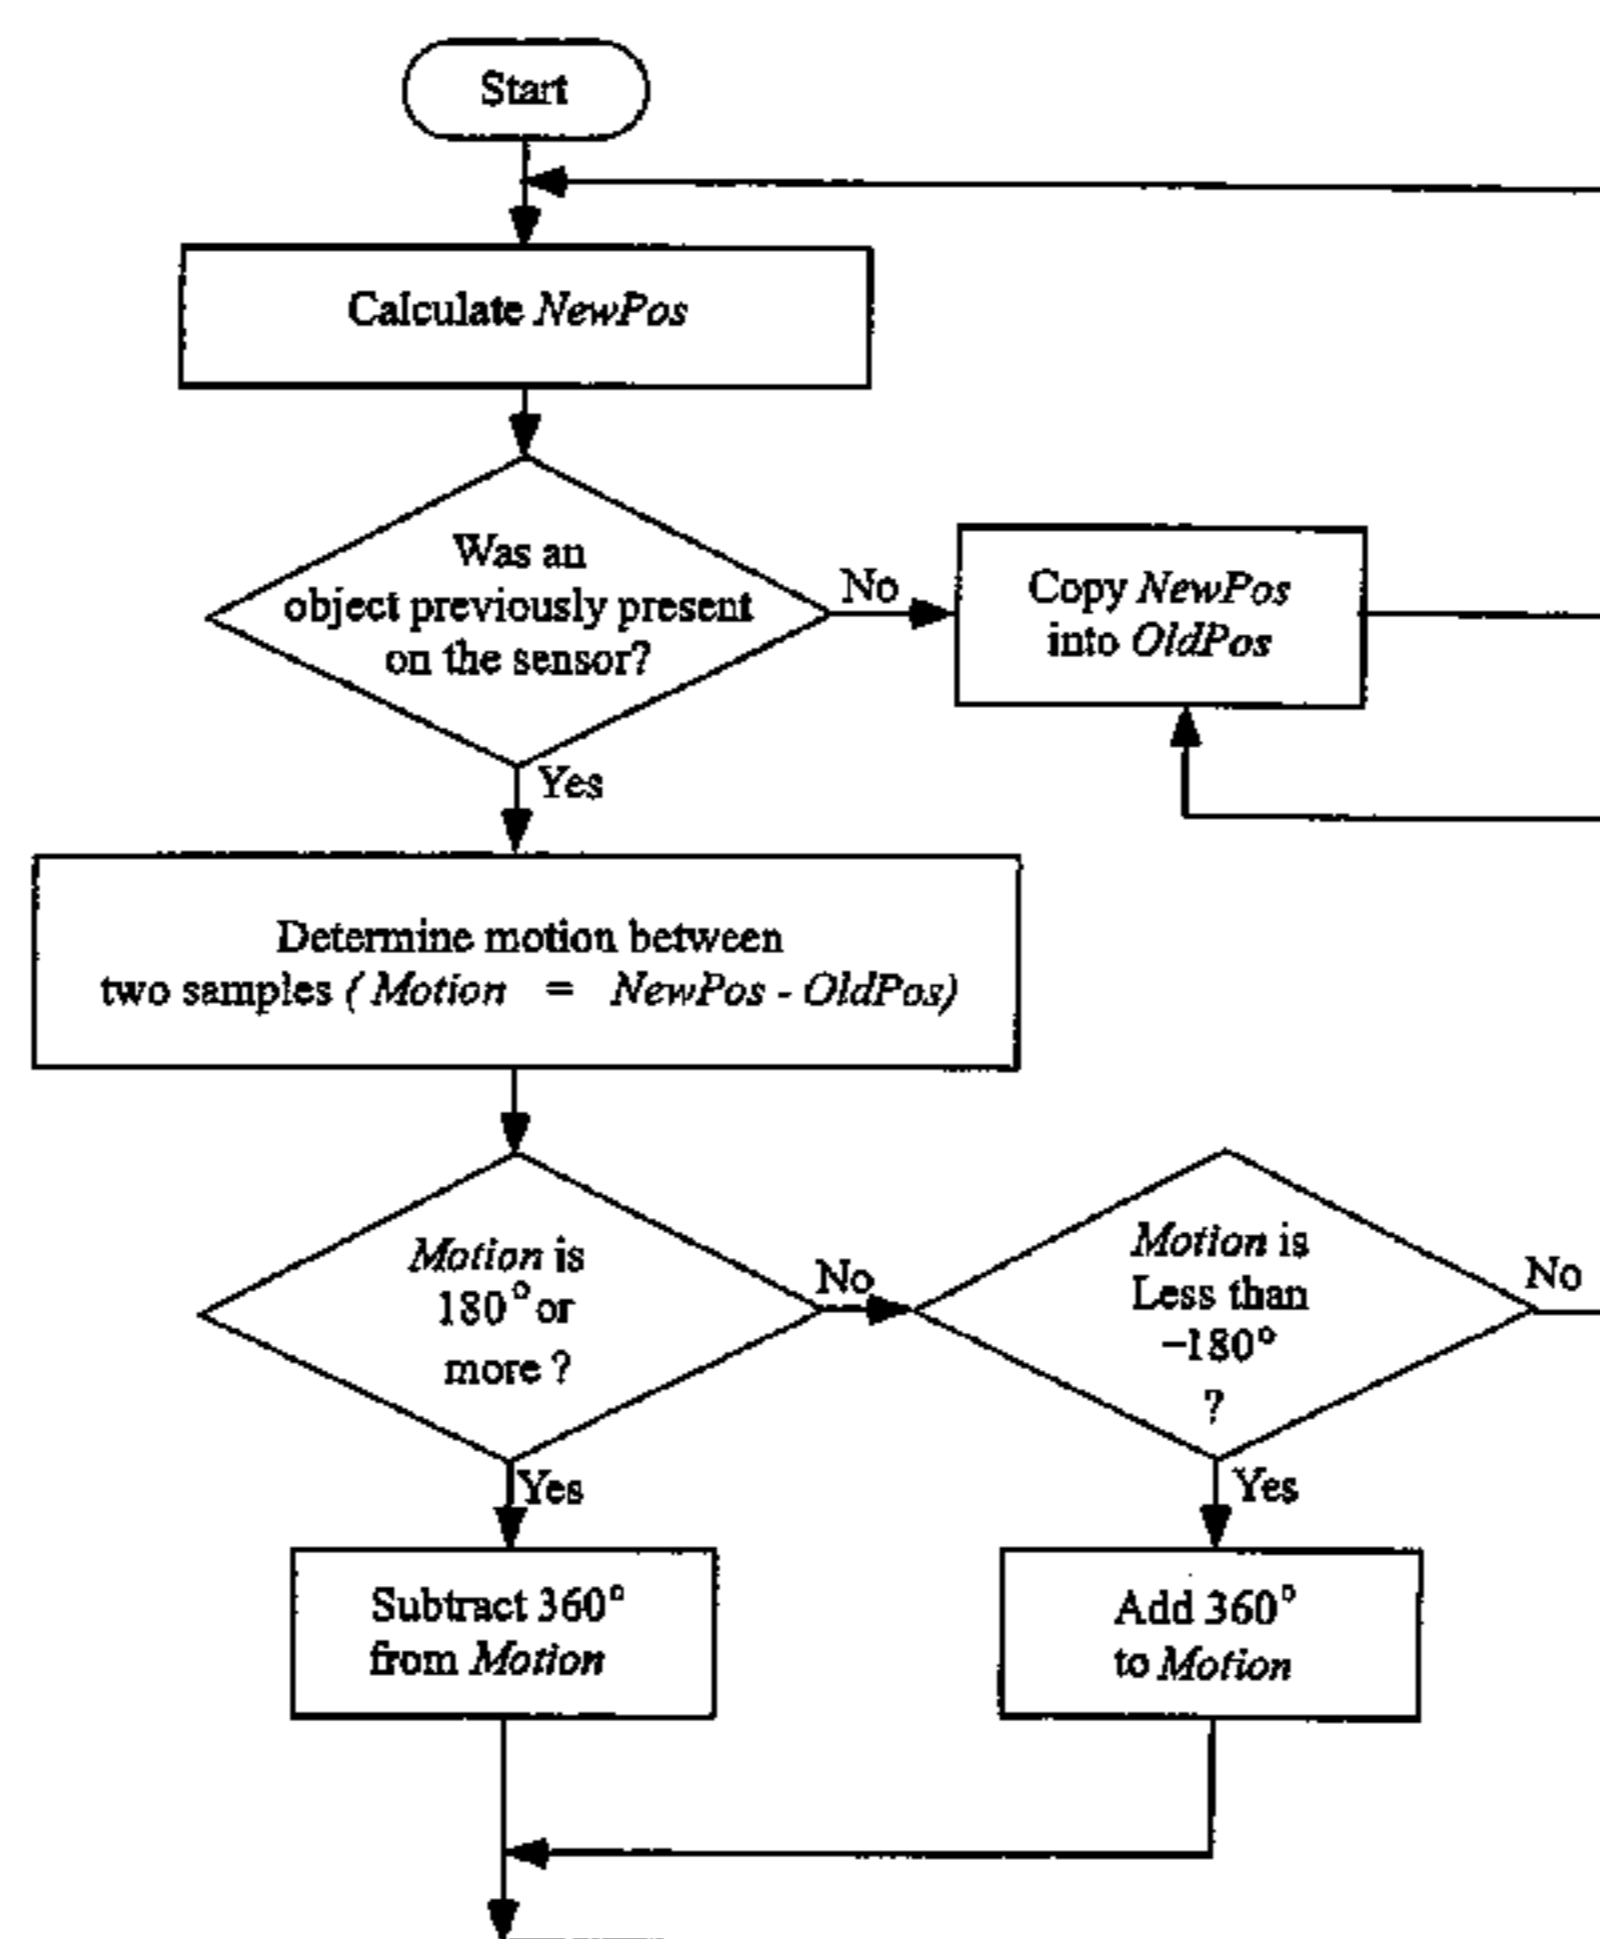 Start
Calculate NewPos
Was an
object previously present
on the sensor?
No
Copy NewPos
into OldPos
Yes
Determine motion between
two samples ( Motion = NewPos - OldPos)
Motion is
180° or
more ?
No
Motion is
Less than
−180°
?
No
Yes
Yes
Subtract 360°
from Motion
Add 360°
to Motion